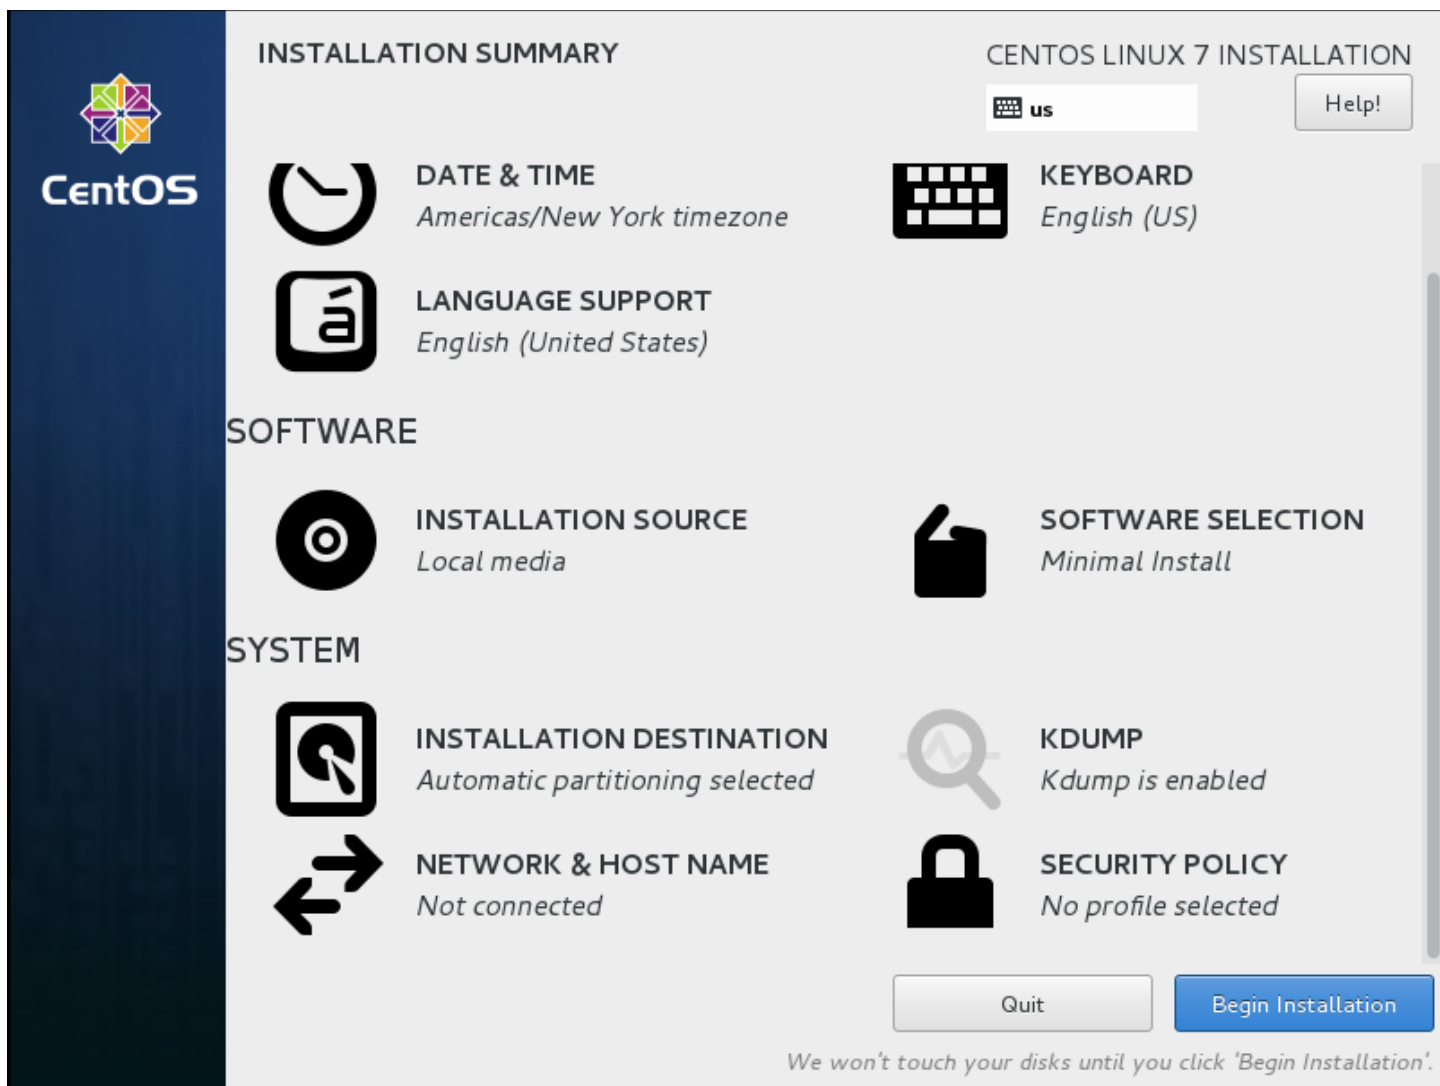 INSTALLATION SUMMARY
CENTOS LINUX 7 INSTALLATION
us
Help!
CentOS
DATE & TIME
Americas/New York timezone
KEYBOARD
English (US)
LANGUAGE SUPPORT
English (United States)
SOFTWARE
INSTALLATION SOURCE
Local media
SOFTWARE SELECTION
Minimal Install
SYSTEM
INSTALLATION DESTINATION
Automatic partitioning selected
KDUMP
Kdump is enabled
NETWORK & HOST NAME
Not connected
SECURITY POLICY
No profile selected
Quit
Begin Installation
We won't touch your disks until you click 'Begin Installation'.